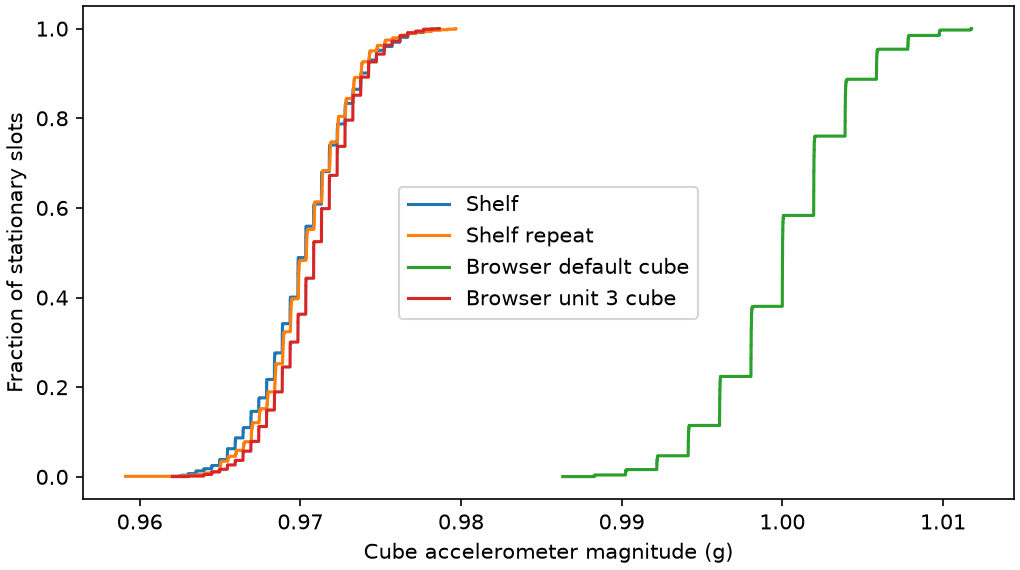 1.0
0.8
0.6
0.4
0.2
0.0
Fraction of stationary slots
Shelf
Shelf repeat
Browser default cube
Browser unit 3 cube
0.96 0.97 0.98 0.99 1.00 1.01
Cube accelerometer magnitude (g)